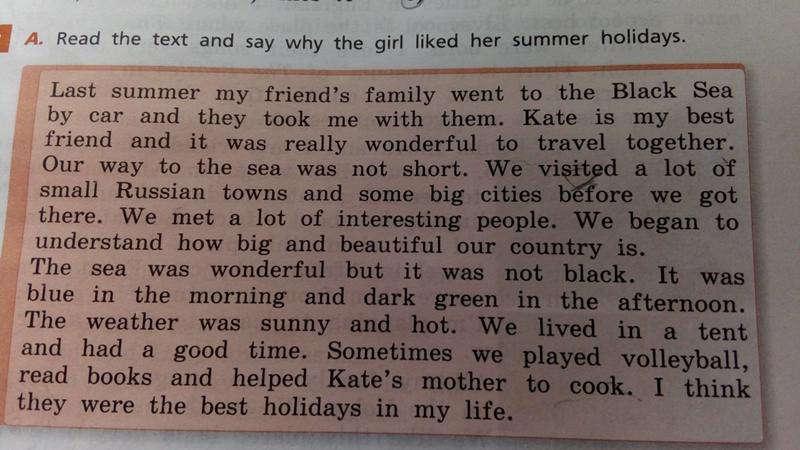 A. Read the text and say why the girl liked her summer holidays.
Last summer my friend's family went to the Black Sea
by car and they took me with them. Kate is my best
friend and it was really wonderful to travel together.
Our way to the sea was not short. We visited a lot of
small Russian towns and some big cities before we got
there. We met a lot of interesting people. We began to
understand how big and beautiful our country is.
The sea was wonderful but it was not black. It was
blue in the morning and dark green in the afternoon.
The weather was sunny and hot. We lived in a tent
and had a good time. Sometimes we played volleyball,
read books and helped Kate's mother to cook. I think
they were the best holidays in my life.